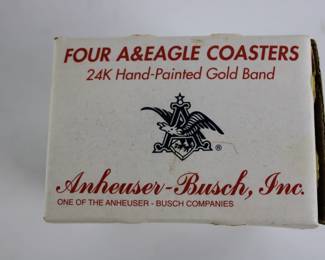 FOUR A&EAGLE COASTERS
24K Hand-Painted Gold Band
A
®
Anheuser-Busch, Inc.
ONE OF THE ANHEUSER - BUSCH COMPANIES